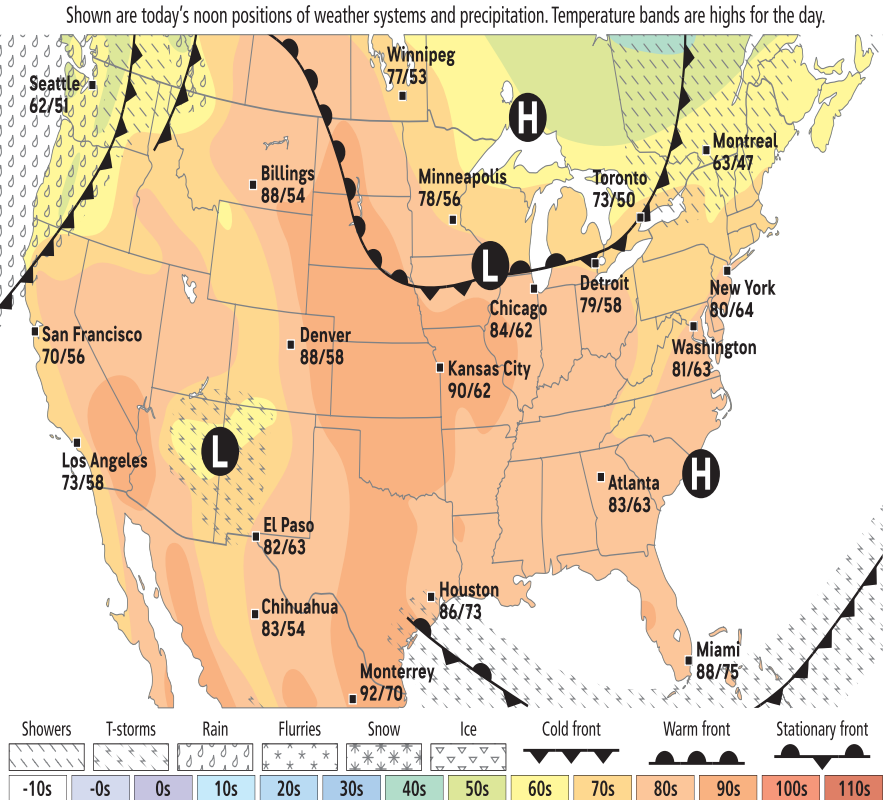 Shown are today's noon positions of weather systems and precipitation. Temperature bands are highs for the day.
Winnipeg
77/53
Seattle
62/51
H
Montreal
63/47
Billings
88/54
Minneapolis
78/56
Toronto
73/50
L
Detroit
79/58
New York
80/64
Chicago
84/62
San Francisco
70/56
Denver
88/58
Washington
81/63
Kansas City
90/62
L
Los Angeles
73/58
H
Atlanta
83/63
El Paso
82/63
Houston
86/73
Chihuahua
83/54
Miami
88/75
Monterrey
92/70
Showers T-storms Rain Flurries Snow Ice Cold front Warm front Stationary front
-10s -0s 0s 10s 20s 30s 40s 50s 60s 70s 80s 90s 100s 110s